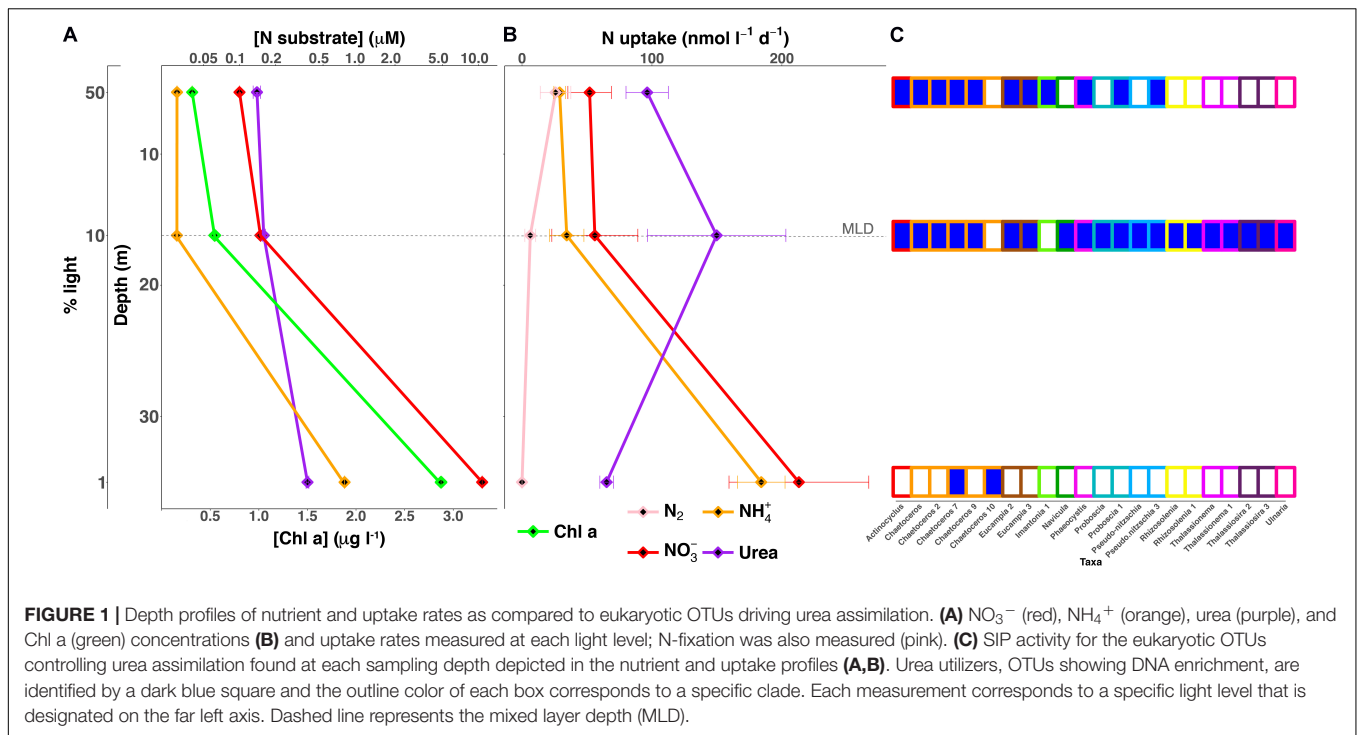 A
[N substrate] (μM)
0.05 0.1 0.2 0.5 1.0 2.0 5.0 10.0
B
N uptake (nmol l⁻¹ d⁻¹)
0 100 200
C
50
10
10
MLD
% light
Depth (m)
20
30
1
0.5 1.0 2.0 3.0
[Chl a] (μg l⁻¹)
Chl a
N₂
NH₄⁺
NO₃⁻
Urea
Actinocyclus
Chaetoceros
Chaetoceros 2
Chaetoceros 7
Chaetoceros 9
Chaetoceros 10
Eucampia 2
Eucampia 3
Imantonia 1
Navicula
Phaeocystis
Proboscia
Proboscia 1
Pseudo-nitzschia
Pseudo.nitzschia 3
Rhizosolenia
Rhizosolenia 1
Thalassionema
Thalassionema 1
Thalassiosira 2
Thalassiosira 3
Ulnaria
Taxa
FIGURE 1 | Depth profiles of nutrient and uptake rates as compared to eukaryotic OTUs driving urea assimilation. (A) NO₃⁻ (red), NH₄⁺ (orange), urea (purple), and
Chl a (green) concentrations (B) and uptake rates measured at each light level; N-fixation was also measured (pink). (C) SIP activity for the eukaryotic OTUs
controlling urea assimilation found at each sampling depth depicted in the nutrient and uptake profiles (A,B). Urea utilizers, OTUs showing DNA enrichment, are
identified by a dark blue square and the outline color of each box corresponds to a specific clade. Each measurement corresponds to a specific light level that is
designated on the far left axis. Dashed line represents the mixed layer depth (MLD).